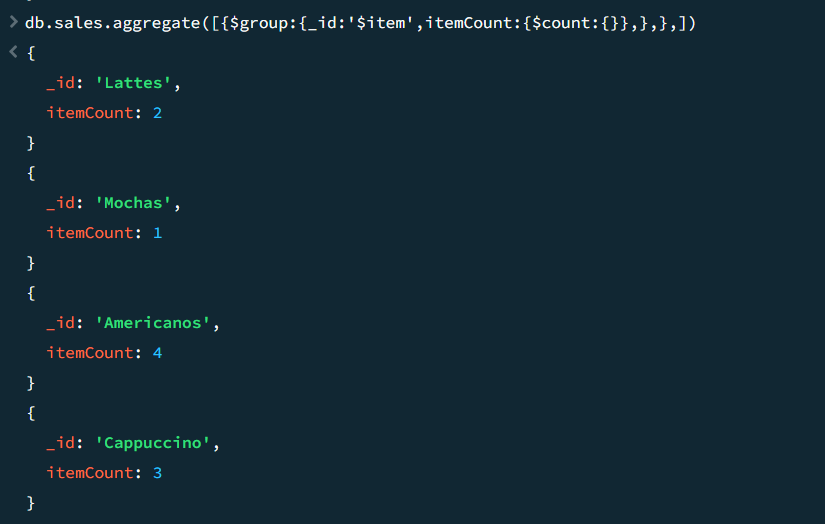 > db.sales.aggregate([{$group:{_id:'$item',itemCount:{$count:{}},},},])
< {
_id: 'Lattes',
itemCount: 2
}
{
_id: 'Mochas',
itemCount: 1
}
{
_id: 'Americanos',
itemCount: 4
}
{
_id: 'Cappuccino',
itemCount: 3
}